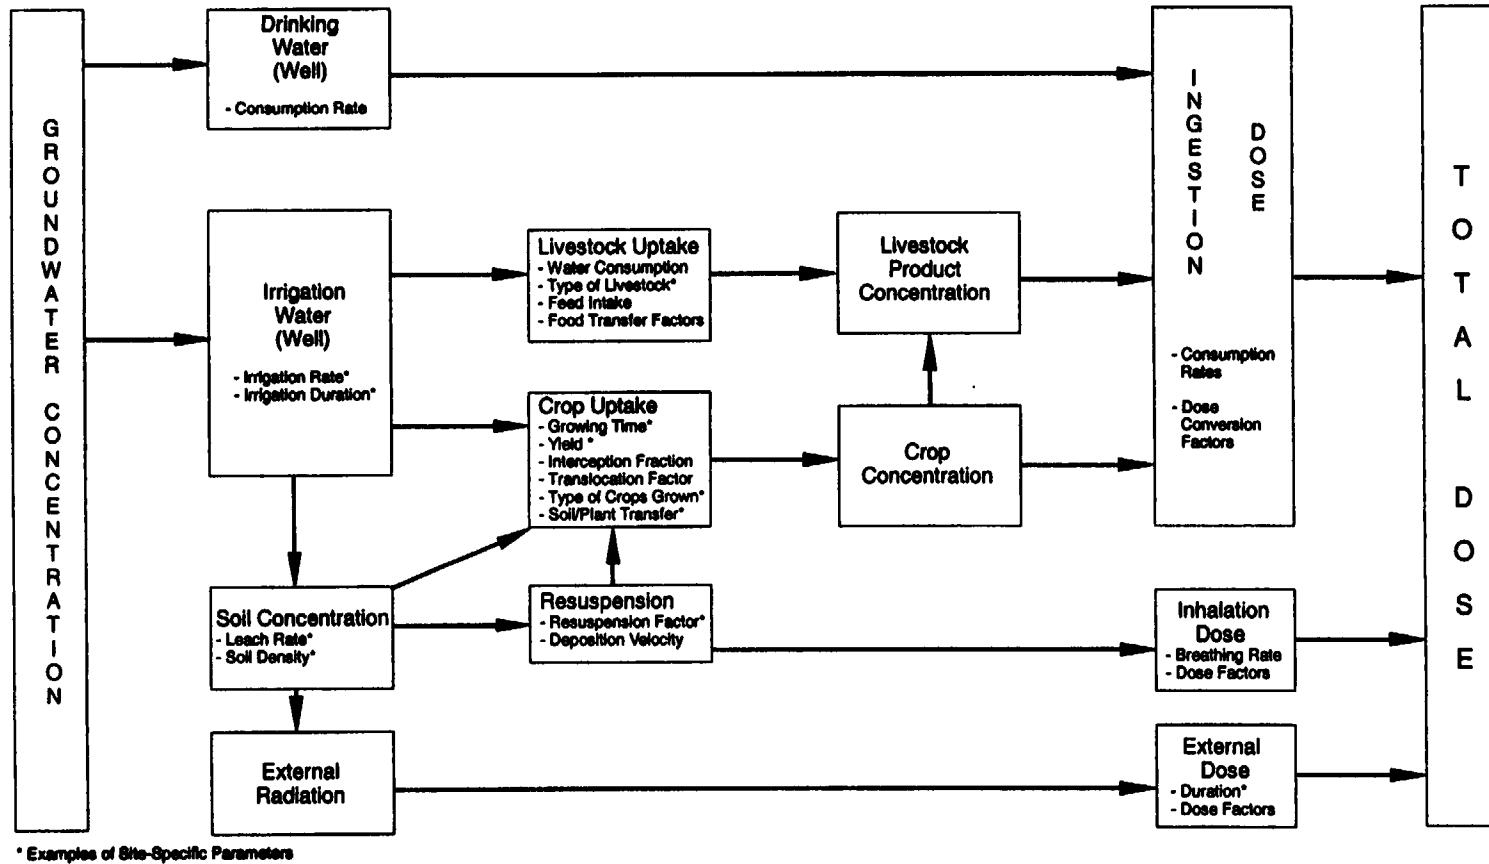 GROUNDWATER CONCENTRATION
Drinking
Water
(Well)
- Consumption Rate
Irrigation
Water
(Well)
- Irrigation Rate*
- Irrigation Duration*
Soil Concentration
- Leach Rate*
- Soil Density*
External
Radiation
Livestock Uptake
- Water Consumption
- Type of Livestock*
- Feed Intake
- Food Transfer Factors
Crop Uptake
- Growing Time*
- Yield *
- Interception Fraction
- Translocation Factor
- Type of Crops Grown*
- Soil/Plant Transfer*
Resuspension
- Resuspension Factor*
- Deposition Velocity
Livestock
Product
Concentration
Crop
Concentration
INGESTION
DOSE
- Consumption
Rates
- Dose
Conversion
Factors
Inhalation
Dose
- Breathing Rate
- Dose Factors
External
Dose
- Duration*
- Dose Factors
TOTAL DOSE
* Examples of Site-Specific Parameters